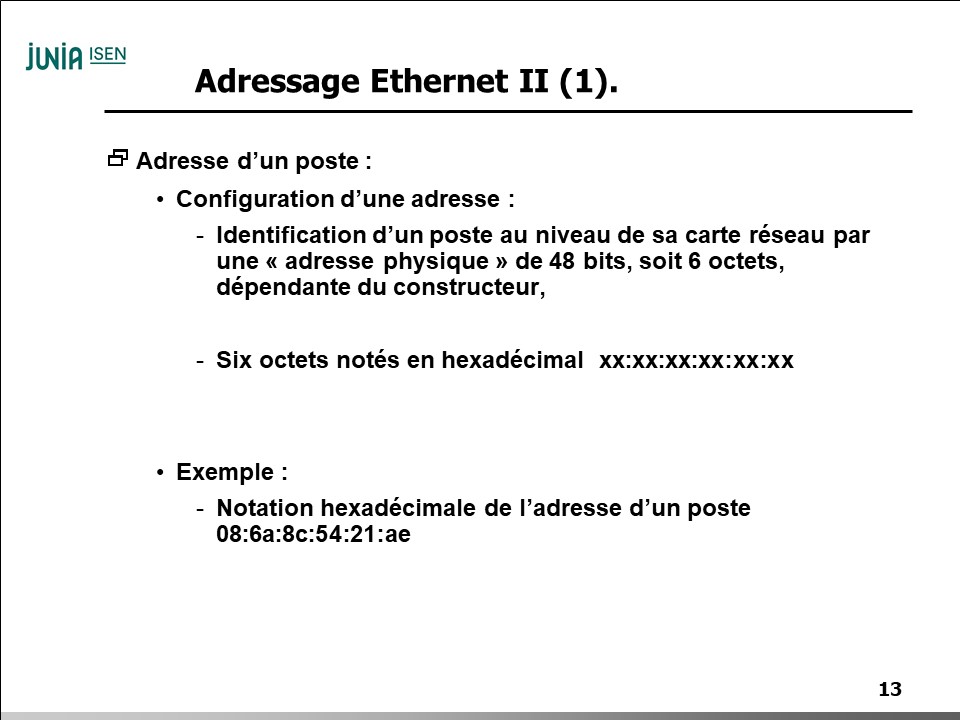 JUNIA ISEN
Adressage Ethernet II (1).
Adresse d’un poste :
• Configuration d’une adresse :
- Identification d’un poste au niveau de sa carte réseau par
une « adresse physique » de 48 bits, soit 6 octets,
dépendante du constructeur,
- Six octets notés en hexadécimal  xx:xx:xx:xx:xx:xx
• Exemple :
- Notation hexadécimale de l’adresse d’un poste
08:6a:8c:54:21:ae
13